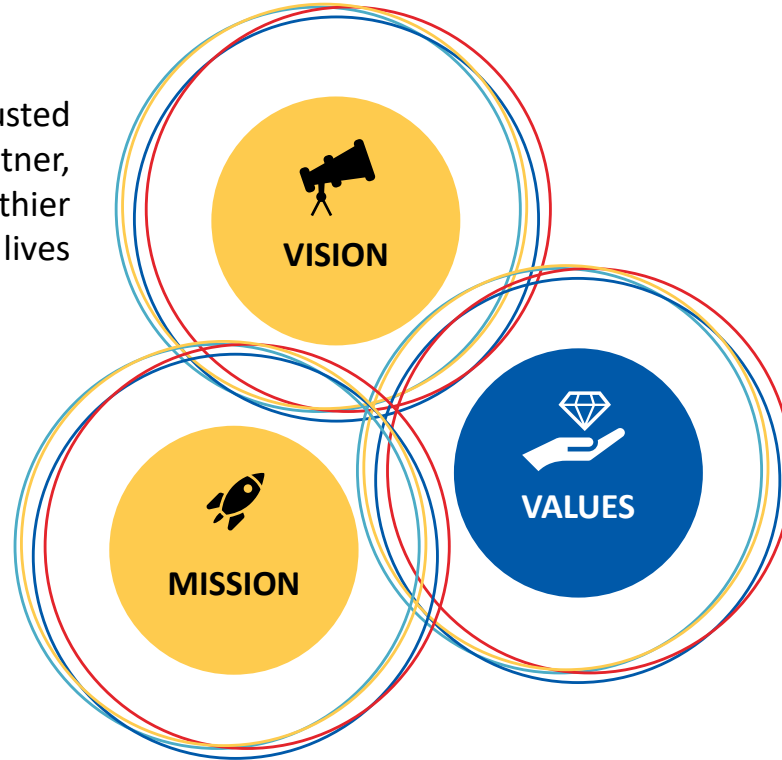 usted
tner,
thier
lives
VISION
VALUES
MISSION